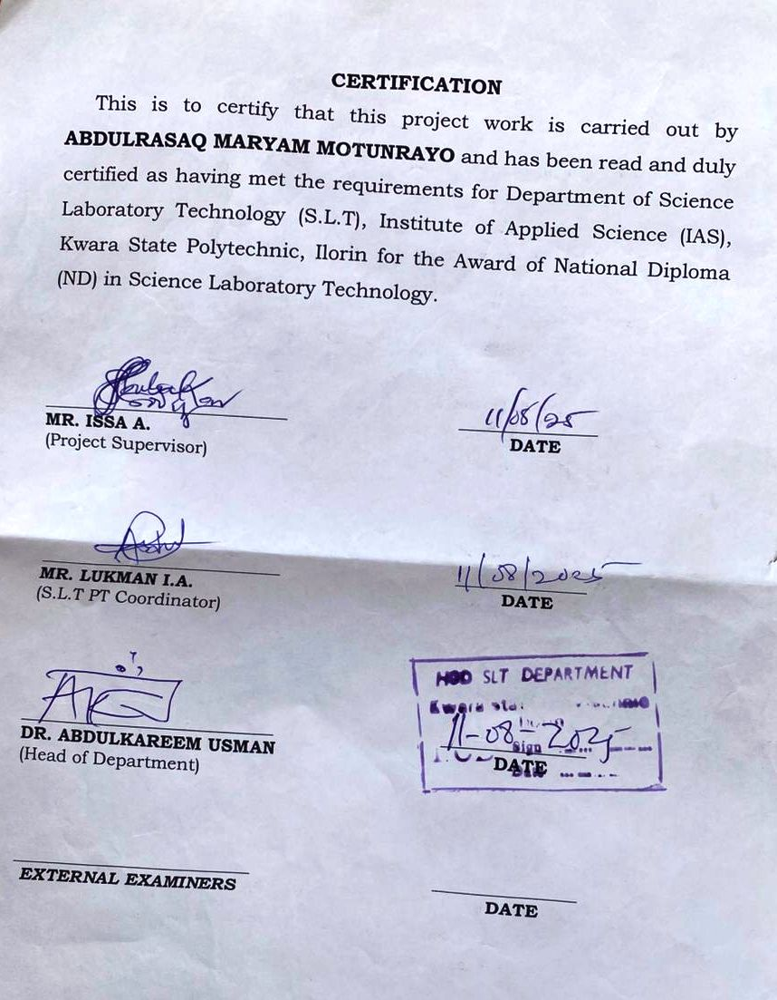 CERTIFICATION
This is to certify that this project work is carried out by
ABDULRASAQ MARYAM MOTUNRAYO and has been read and duly
certified as having met the requirements for Department of Science
Laboratory Technology (S.L.T), Institute of Applied Science (IAS),
Kwara State Polytechnic, Ilorin for the Award of National Diploma
(ND) in Science Laboratory Technology.
11/08/25
MR. ISSA A.
DATE
(Project Supervisor)
11/08/2025
MR. LUKMAN I.A.
DATE
(S.L.T PT Coordinator)
HOD SLT DEPARTMENT
Kwara
11-08-2025
Sign
DR. ABDULKAREEM USMAN
DATE
(Head of Department)
EXTERNAL EXAMINERS
DATE